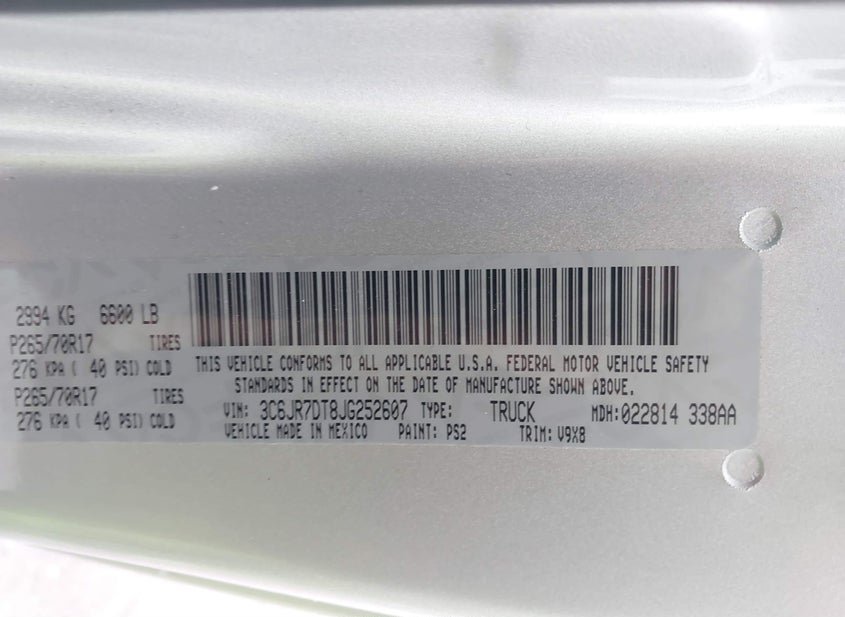 2994 KG 6600 LB
P265/70R17 TIRES
276 KPA ( 40 PSI) COLD
P265/70R17 TIRES
276 KPA ( 40 PSI) COLD
THIS VEHICLE CONFORMS TO ALL APPLICABLE U.S.A. FEDERAL MOTOR VEHICLE SAFETY
STANDARDS IN EFFECT ON THE DATE OF MANUFACTURE SHOWN ABOVE.
VIN: 3C6JR7DT8JG252607 TYPE: TRUCK MDH:022814 338AA
VEHICLE MADE IN MEXICO PAINT: PS2 TRIM: V9X8